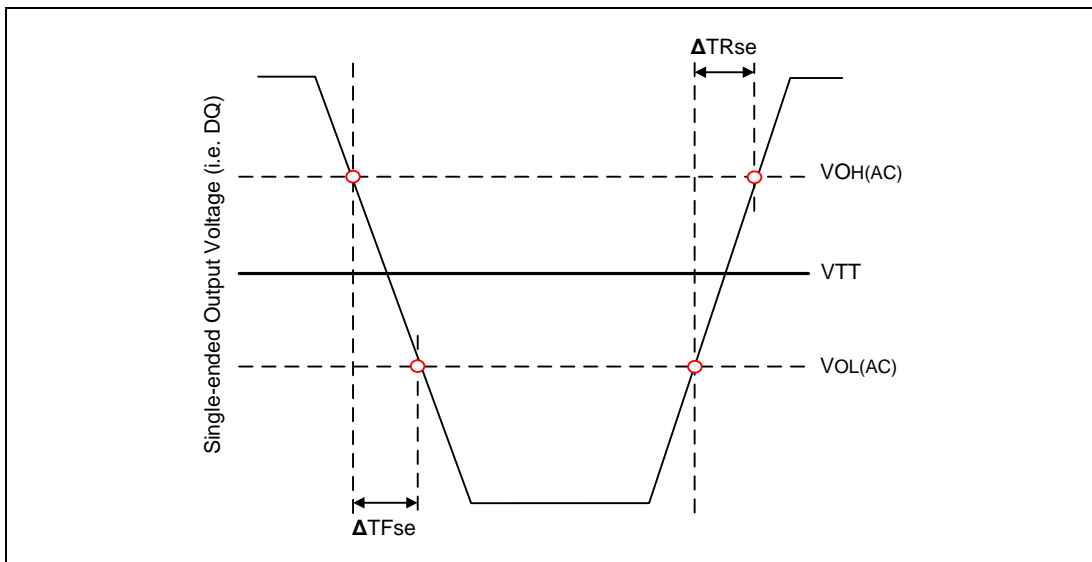 ΔTRse
Single-ended Output Voltage (i.e. DQ)
VOH(AC)
VTT
VOL(AC)
ΔTFse